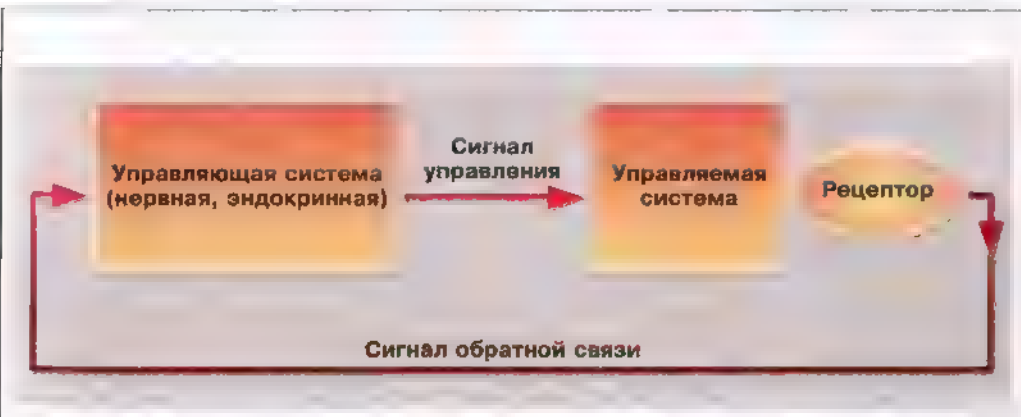 Управляющая система
(нервная, эндокринная)
Сигнал
управления
Управляемая
система
Рецептор
Сигнал обратной связи